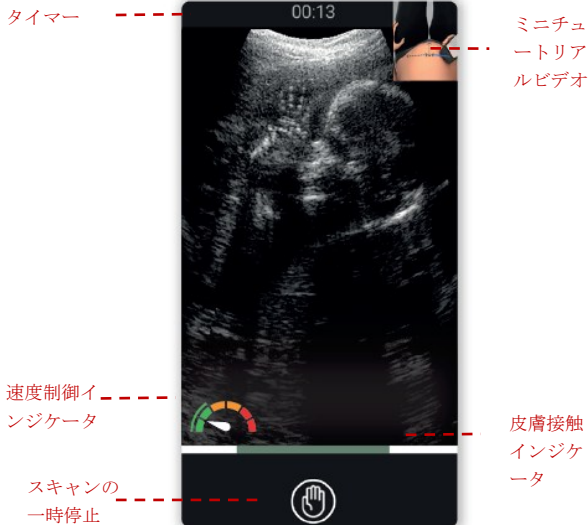 タイマー
00:13
ミニチュ
ートリア
ルビデオ
速度制御イ
ンジケータ
皮膚接触
インジケ
ータ
スキャンの
一時停止